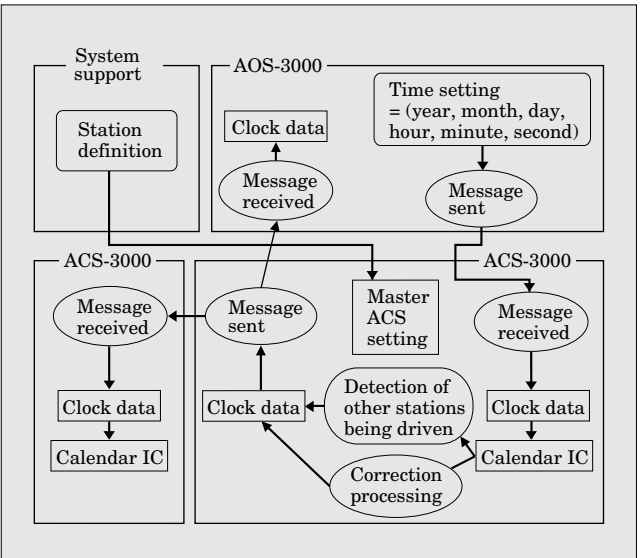 System
support
Station
definition
AOS-3000
Clock data
Message
received
Time setting
= (year, month, day,
hour, minute, second)
Message
sent
ACS-3000
Message
received
Clock data
Calendar IC
ACS-3000
Message
sent
Clock data
Master
ACS
setting
Detection of
other stations
being driven
Correction
processing
Message
received
Clock data
Calendar IC